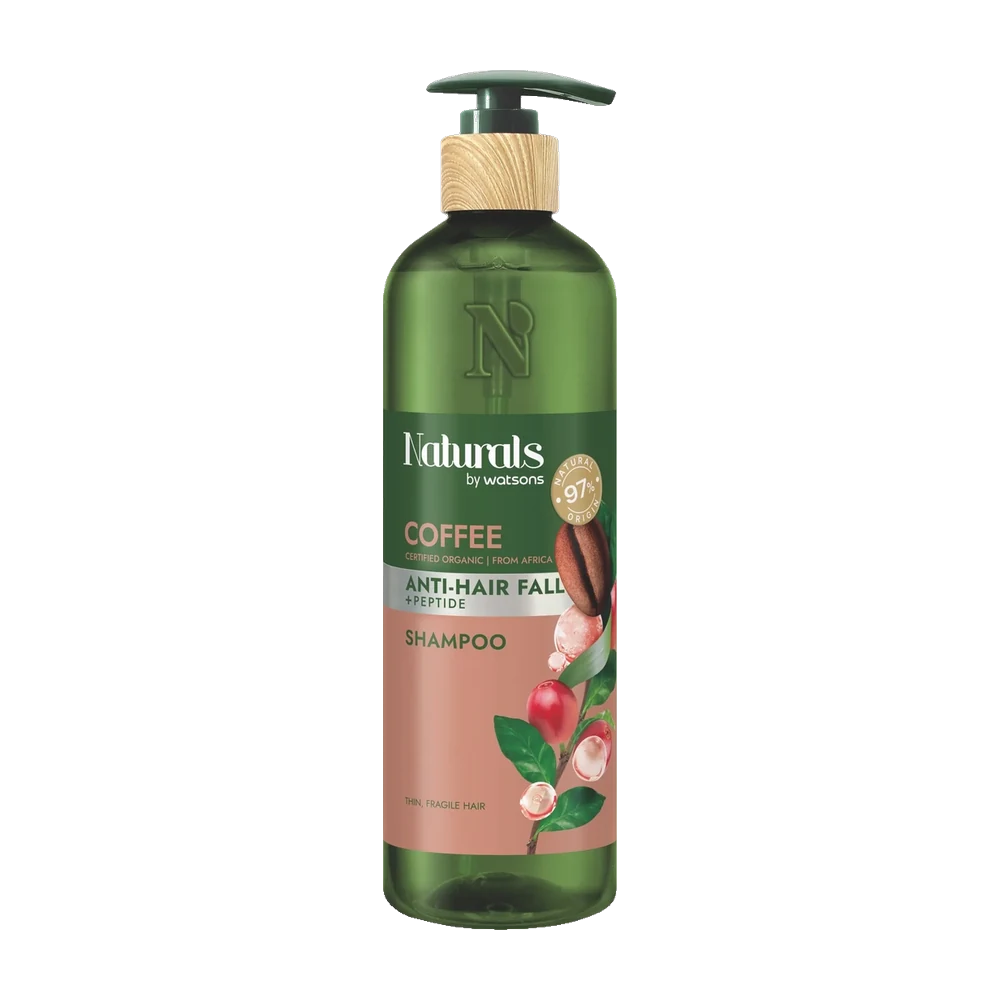 N
Naturals
by watsons
NATURAL
97%
ORIGIN
COFFEE
CERTIFIED ORGANIC | FROM AFRICA
ANTI-HAIR FALL
+PEPTIDE
SHAMPOO
THIN, FRAGILE HAIR